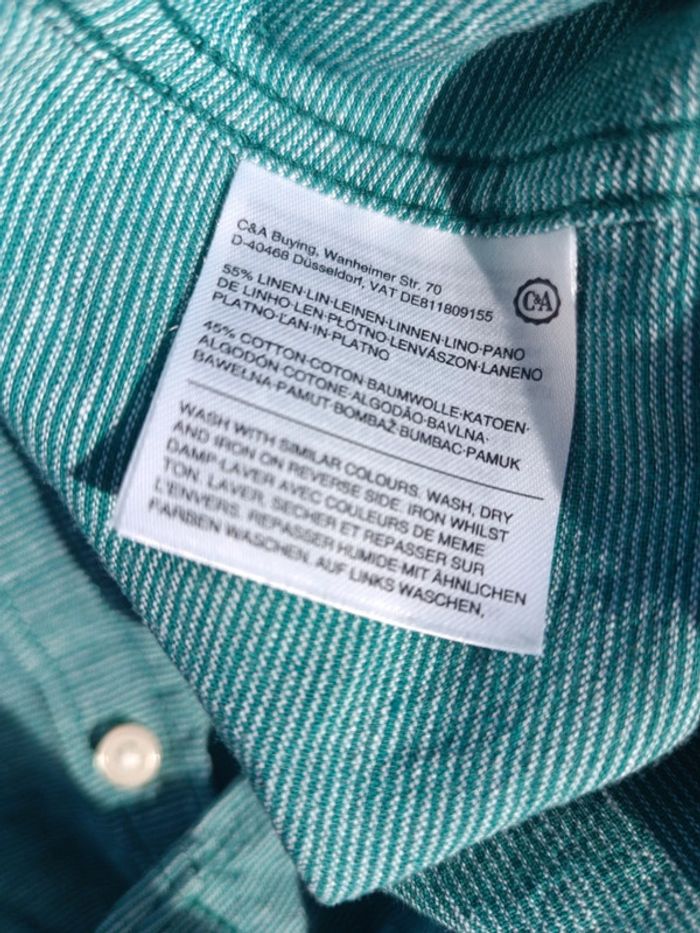 C&A Buying, Wanheimer Str. 70
D-40468 Düsseldorf, VAT DE811809155
C&A
55% LINEN·LIN·LEINEN·LINNEN·LINO·PANO
DE LINHO·LEN·PŁÓTNO·LENVÁSZON·LANENO
PLATNO·ĽAN·IN·PLATNO
45% COTTON·COTON·BAUMWOLLE·KATOEN·
ALGODÓN·COTONE·ALGODÃO·BAVLNA·
BAWEŁNA·PAMUT·BOMBAŽ·BUMBAC·PAMUK
WASH WITH SIMILAR COLOURS. WASH, DRY
AND IRON ON REVERSE SIDE. IRON WHILST
DAMP·LAVER AVEC COULEURS DE MEME
TON. LAVER, SECHER ET REPASSER SUR
L'ENVERS. REPASSER HUMIDE·MIT ÄHNLICHEN
FARBEN WASCHEN. AUF LINKS WASCHEN,